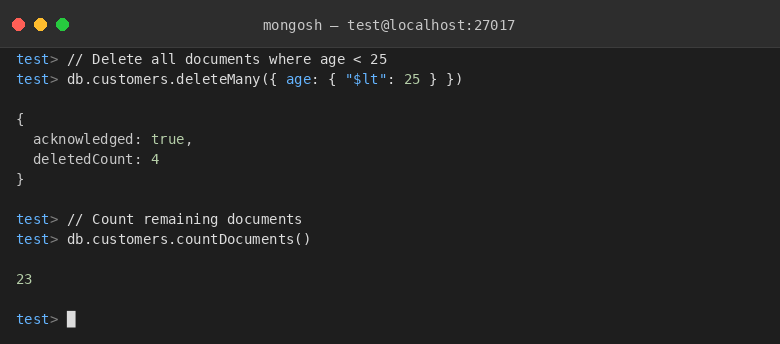 mongosh — test@localhost:27017
test> // Delete all documents where age < 25
test> db.customers.deleteMany({ age: { "$lt": 25 } })
{
  acknowledged: true,
  deletedCount: 4
}
test> // Count remaining documents
test> db.customers.countDocuments()
23
test>